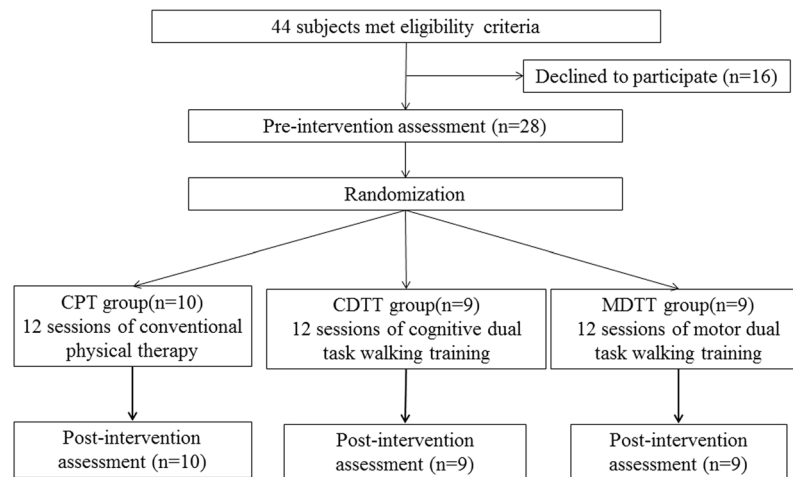 44 subjects met eligibility criteria
Declined to participate (n=16)
Pre-intervention assessment (n=28)
Randomization
CPT group(n=10)
12 sessions of conventional
physical therapy
CDTT group(n=9)
12 sessions of cognitive dual
task walking training
MDTT group(n=9)
12 sessions of motor dual
task walking training
Post-intervention
assessment (n=10)
Post-intervention
assessment (n=9)
Post-intervention
assessment (n=9)